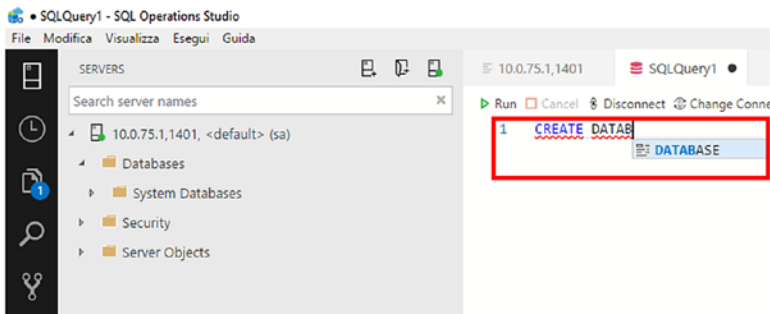 • SQLQuery1 - SQL Operations Studio
File Modifica Visualizza Esegui Guida
SERVERS
Search server names
10.0.75.1,1401, <default> (sa)
Databases
System Databases
Security
Server Objects
1
10.0.75.1,1401 SQLQuery1 ●
Run Cancel Disconnect Change Conne
1 CREATE DATAB
DATABASE